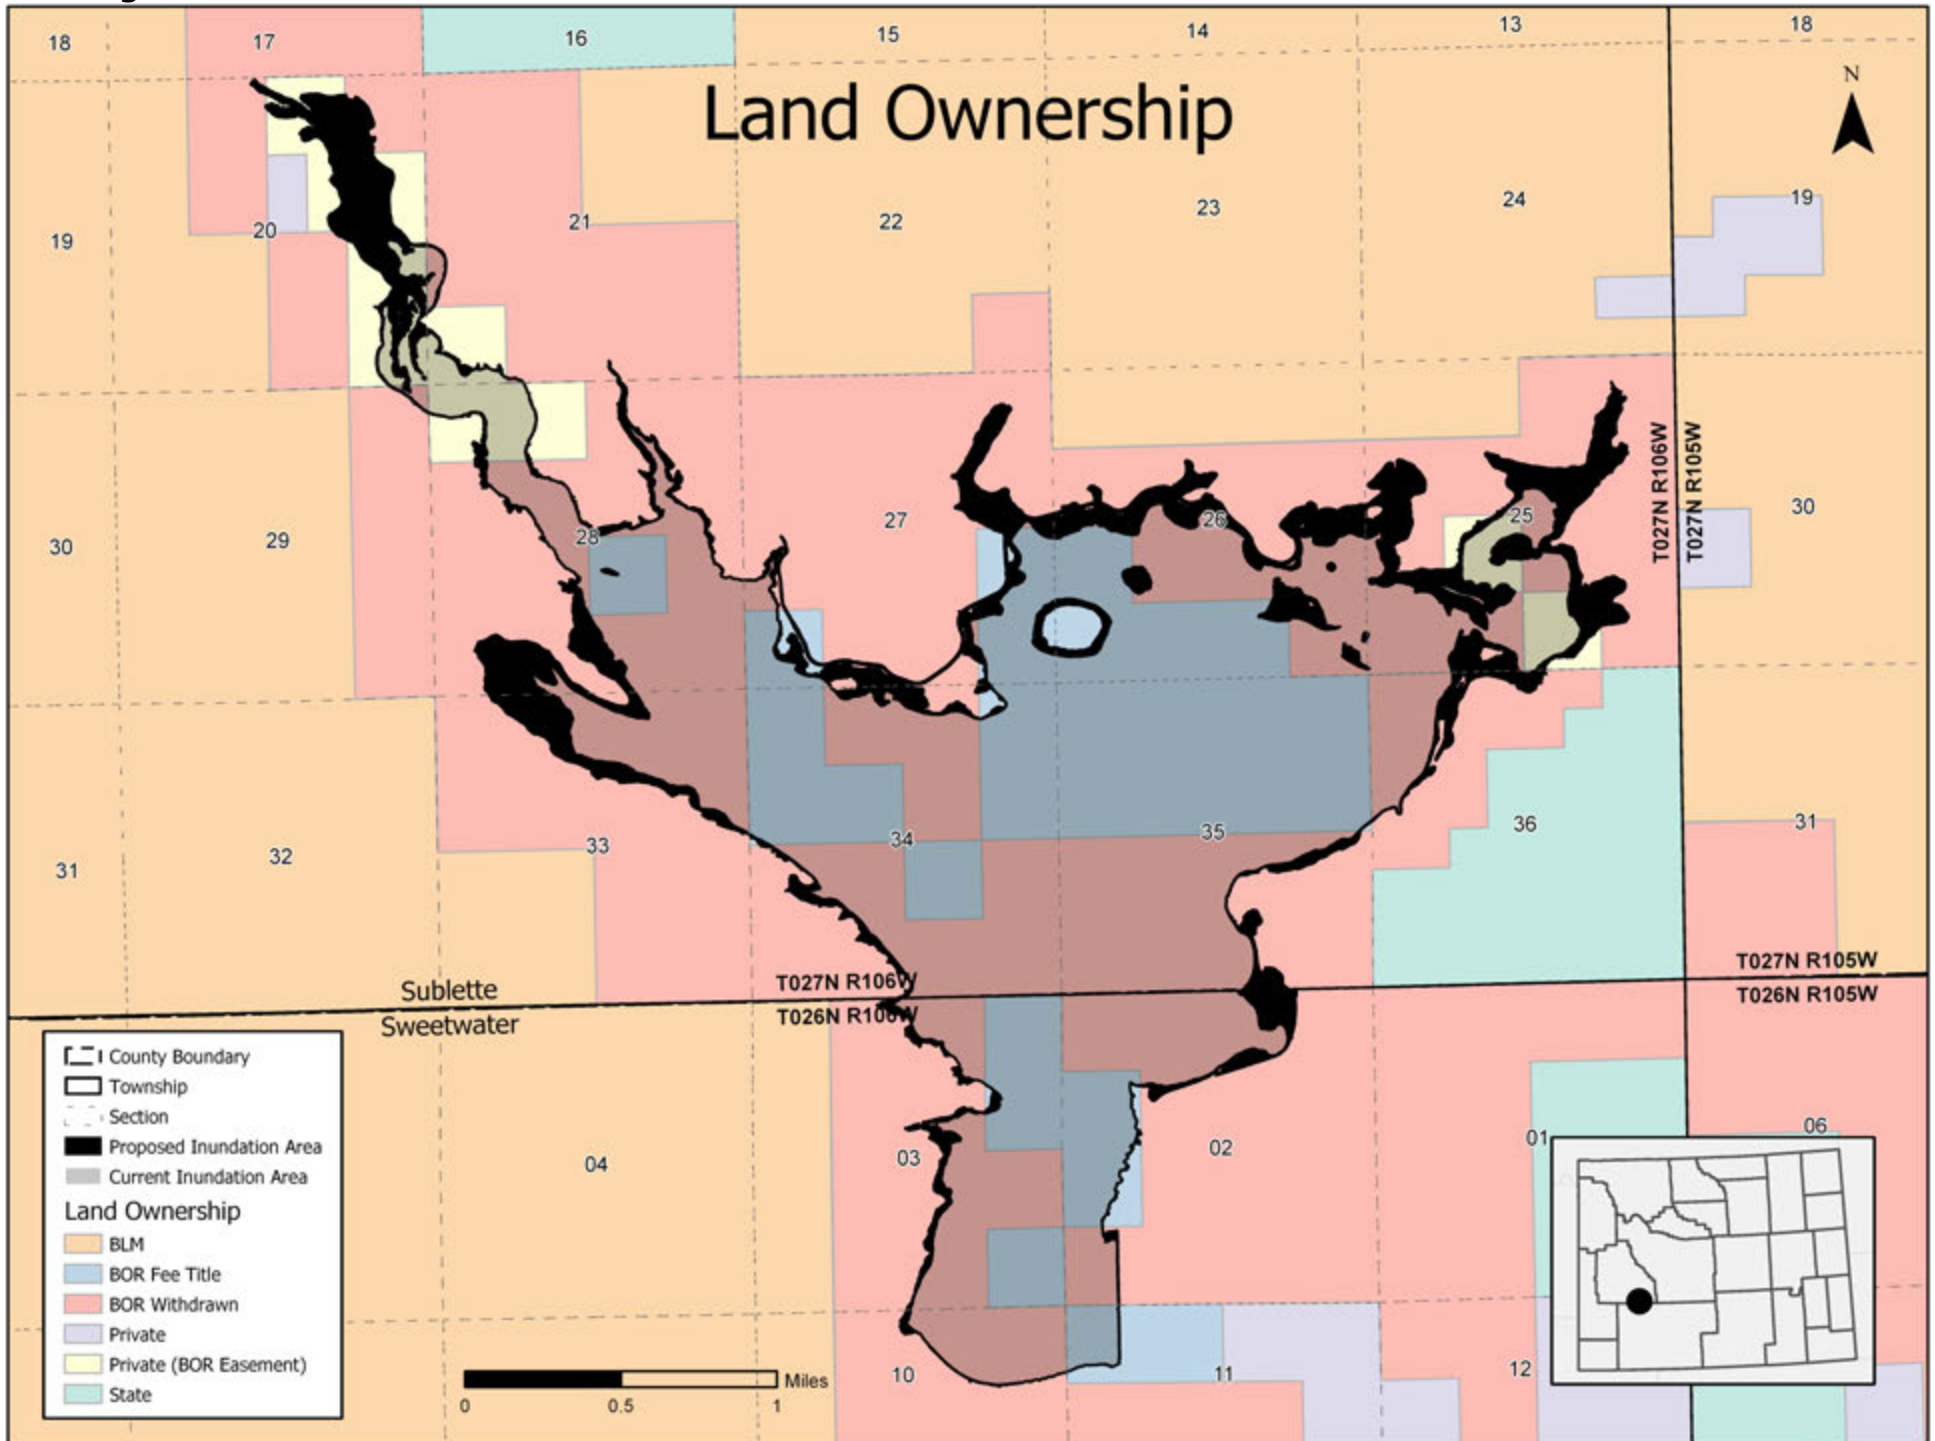 18
17
16
15
14
13
18
Land Ownership
N
19
20
21
22
23
24
19
30
29
28
27
26
25
30
T027N R106W
T027N R105W
31
32
33
34
35
36
31
T027N R106W
T027N R105W
Sublette
Sweetwater
T026N R106W
T026N R105W
04
03
02
01
06
10
11
12
County Boundary
Township
Section
Proposed Inundation Area
Current Inundation Area
Land Ownership
BLM
BOR Fee Title
BOR Withdrawn
Private
Private (BOR Easement)
State
Miles
0 0.5 1